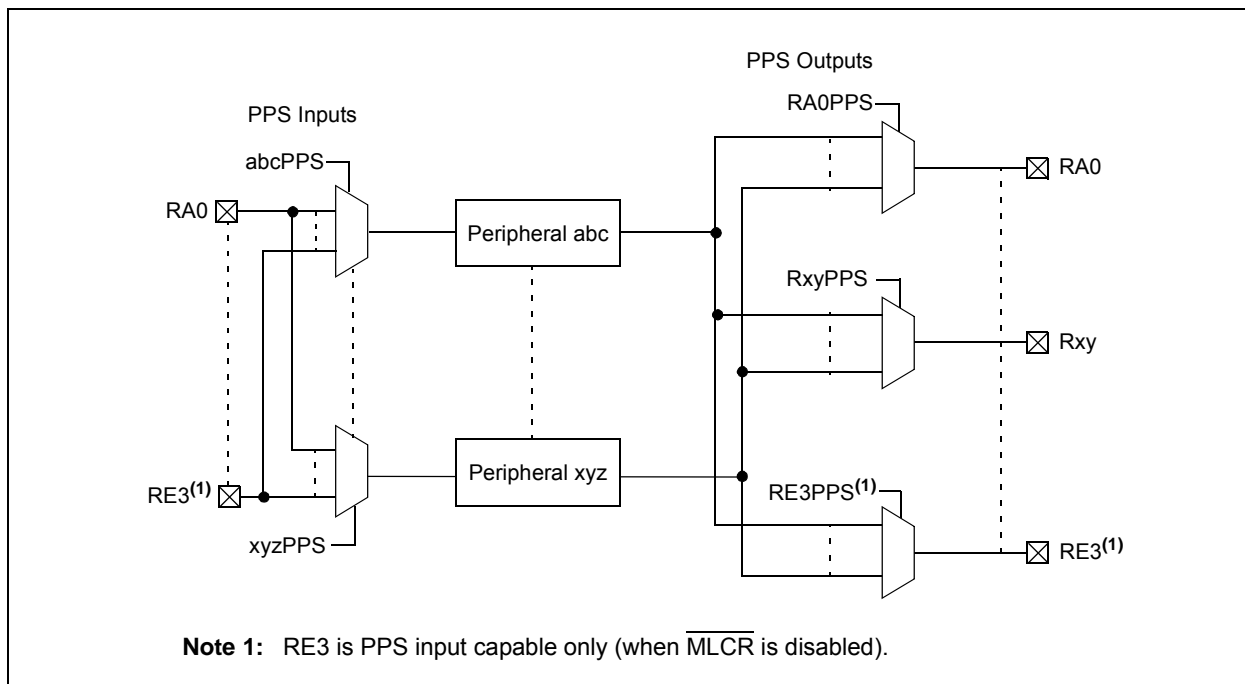 PPS Outputs
RA0PPS
PPS Inputs
abcPPS
RA0
RA0
Peripheral abc
RxyPPS
Rxy
Peripheral xyz
RE3(1)
RE3PPS(1)
xyzPPS
RE3(1)
Note 1: RE3 is PPS input capable only (when MLCR is disabled).